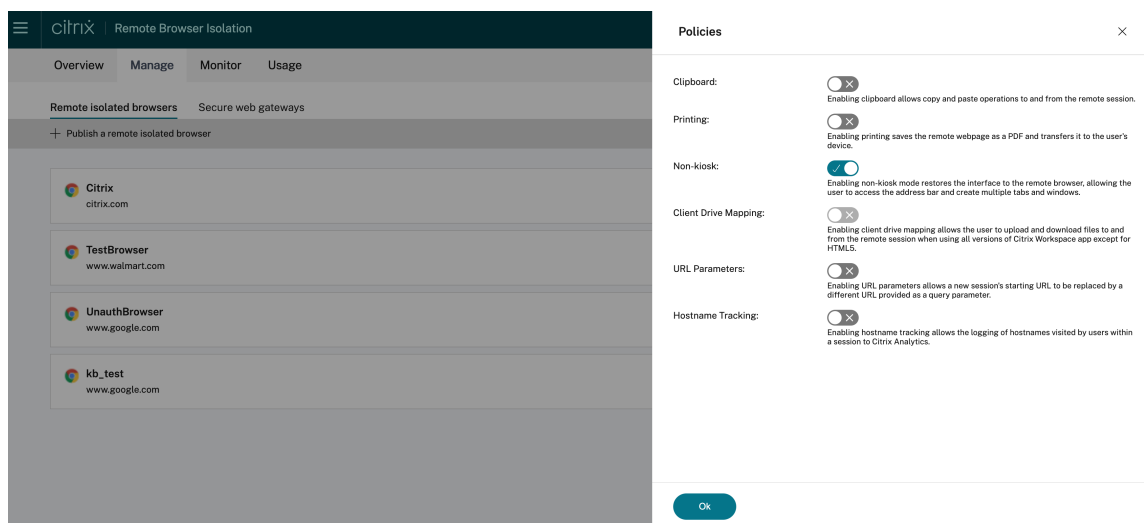 citrix | Remote Browser Isolation
Overview Manage Monitor Usage
Remote isolated browsers Secure web gateways
+ Publish a remote isolated browser
Citrix
citrix.com
TestBrowser
www.walmart.com
UnauthBrowser
www.google.com
kb_test
www.google.com
Policies
Clipboard:
Enabling clipboard allows copy and paste operations to and from the remote session.
Printing:
Enabling printing saves the remote webpage as a PDF and transfers it to the user's
device.
Non-kiosk:
Enabling non-kiosk mode restores the interface to the remote browser, allowing the
user to access the address bar and create multiple tabs and windows.
Client Drive Mapping:
Enabling client drive mapping allows the user to upload and download files to and
from the remote session when using all versions of Citrix Workspace app except for
HTML5.
URL Parameters:
Enabling URL parameters allows a new session's starting URL to be replaced by a
different URL provided as a query parameter.
Hostname Tracking:
Enabling hostname tracking allows the logging of hostnames visited by users within
a session to Citrix Analytics.
Ok